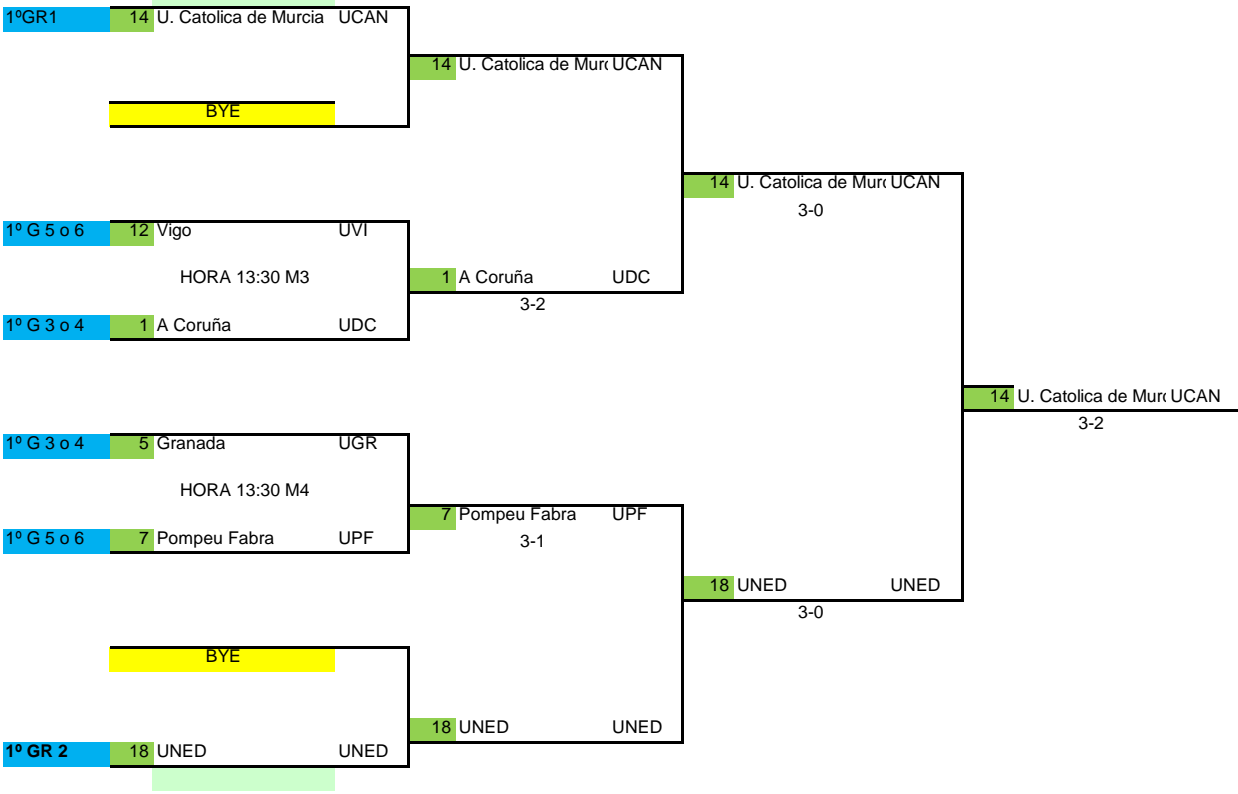 1ºGR1 14 U. Catolica de Murcia UCAN
14 U. Catolica de Murc UCAN
BYE
14 U. Catolica de Murc UCAN
3-0
1º G 5 o 6 12 Vigo UVI
HORA 13:30 M3
1 A Coruña UDC
3-2
1º G 3 o 4 1 A Coruña UDC
14 U. Catolica de Murc UCAN
3-2
1º G 3 o 4 5 Granada UGR
HORA 13:30 M4
7 Pompeu Fabra UPF
1º G 5 o 6 7 Pompeu Fabra UPF
3-1
18 UNED UNED
3-0
BYE
18 UNED UNED
1º GR 2 18 UNED UNED